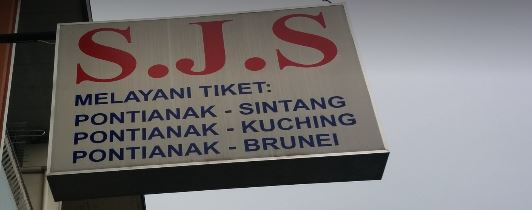 S.J.S
MELAYANI TIKET:
PONTIANAK - SINTANG
PONTIANAK - KUCHING
PONTIANAK - BRUNEI